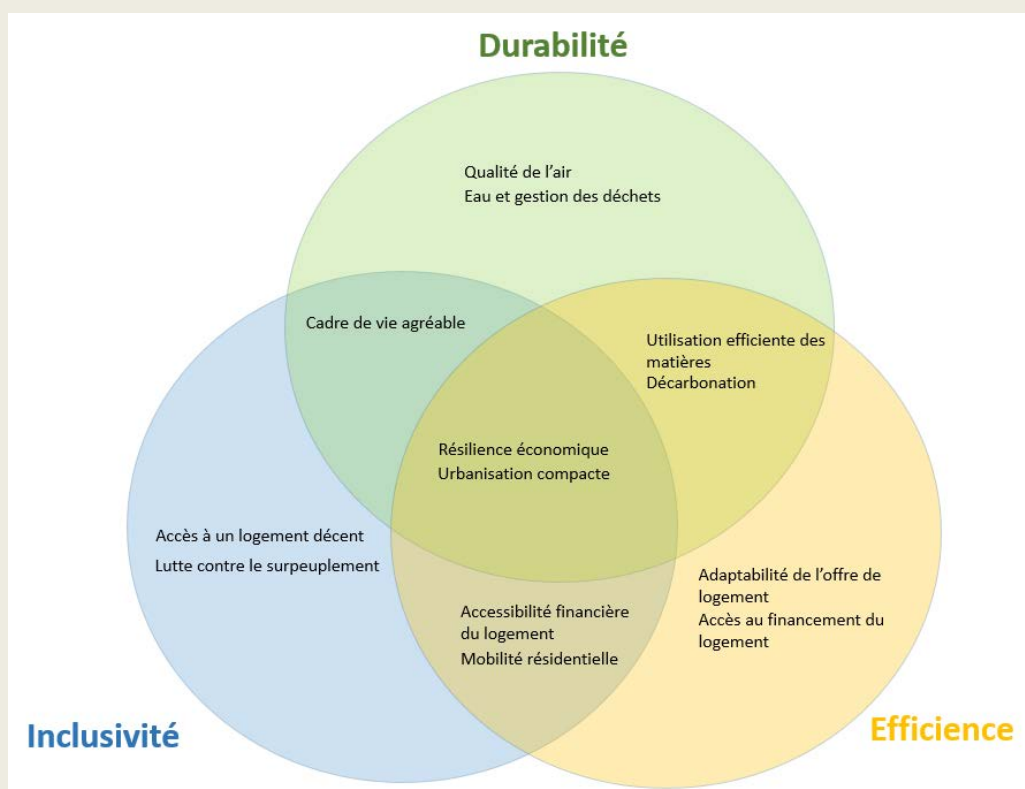 Durabilité
Qualité de l'air
Eau et gestion des déchets
Cadre de vie agréable
Utilisation efficiente des
matières
Décarbonation
Résilience économique
Urbanisation compacte
Accès à un logement décent
Lutte contre le surpeuplement
Adaptabilité de l'offre de
logement
Accès au financement du
logement
Accessibilité financière
du logement
Mobilité résidentielle
Inclusivité
Efficience